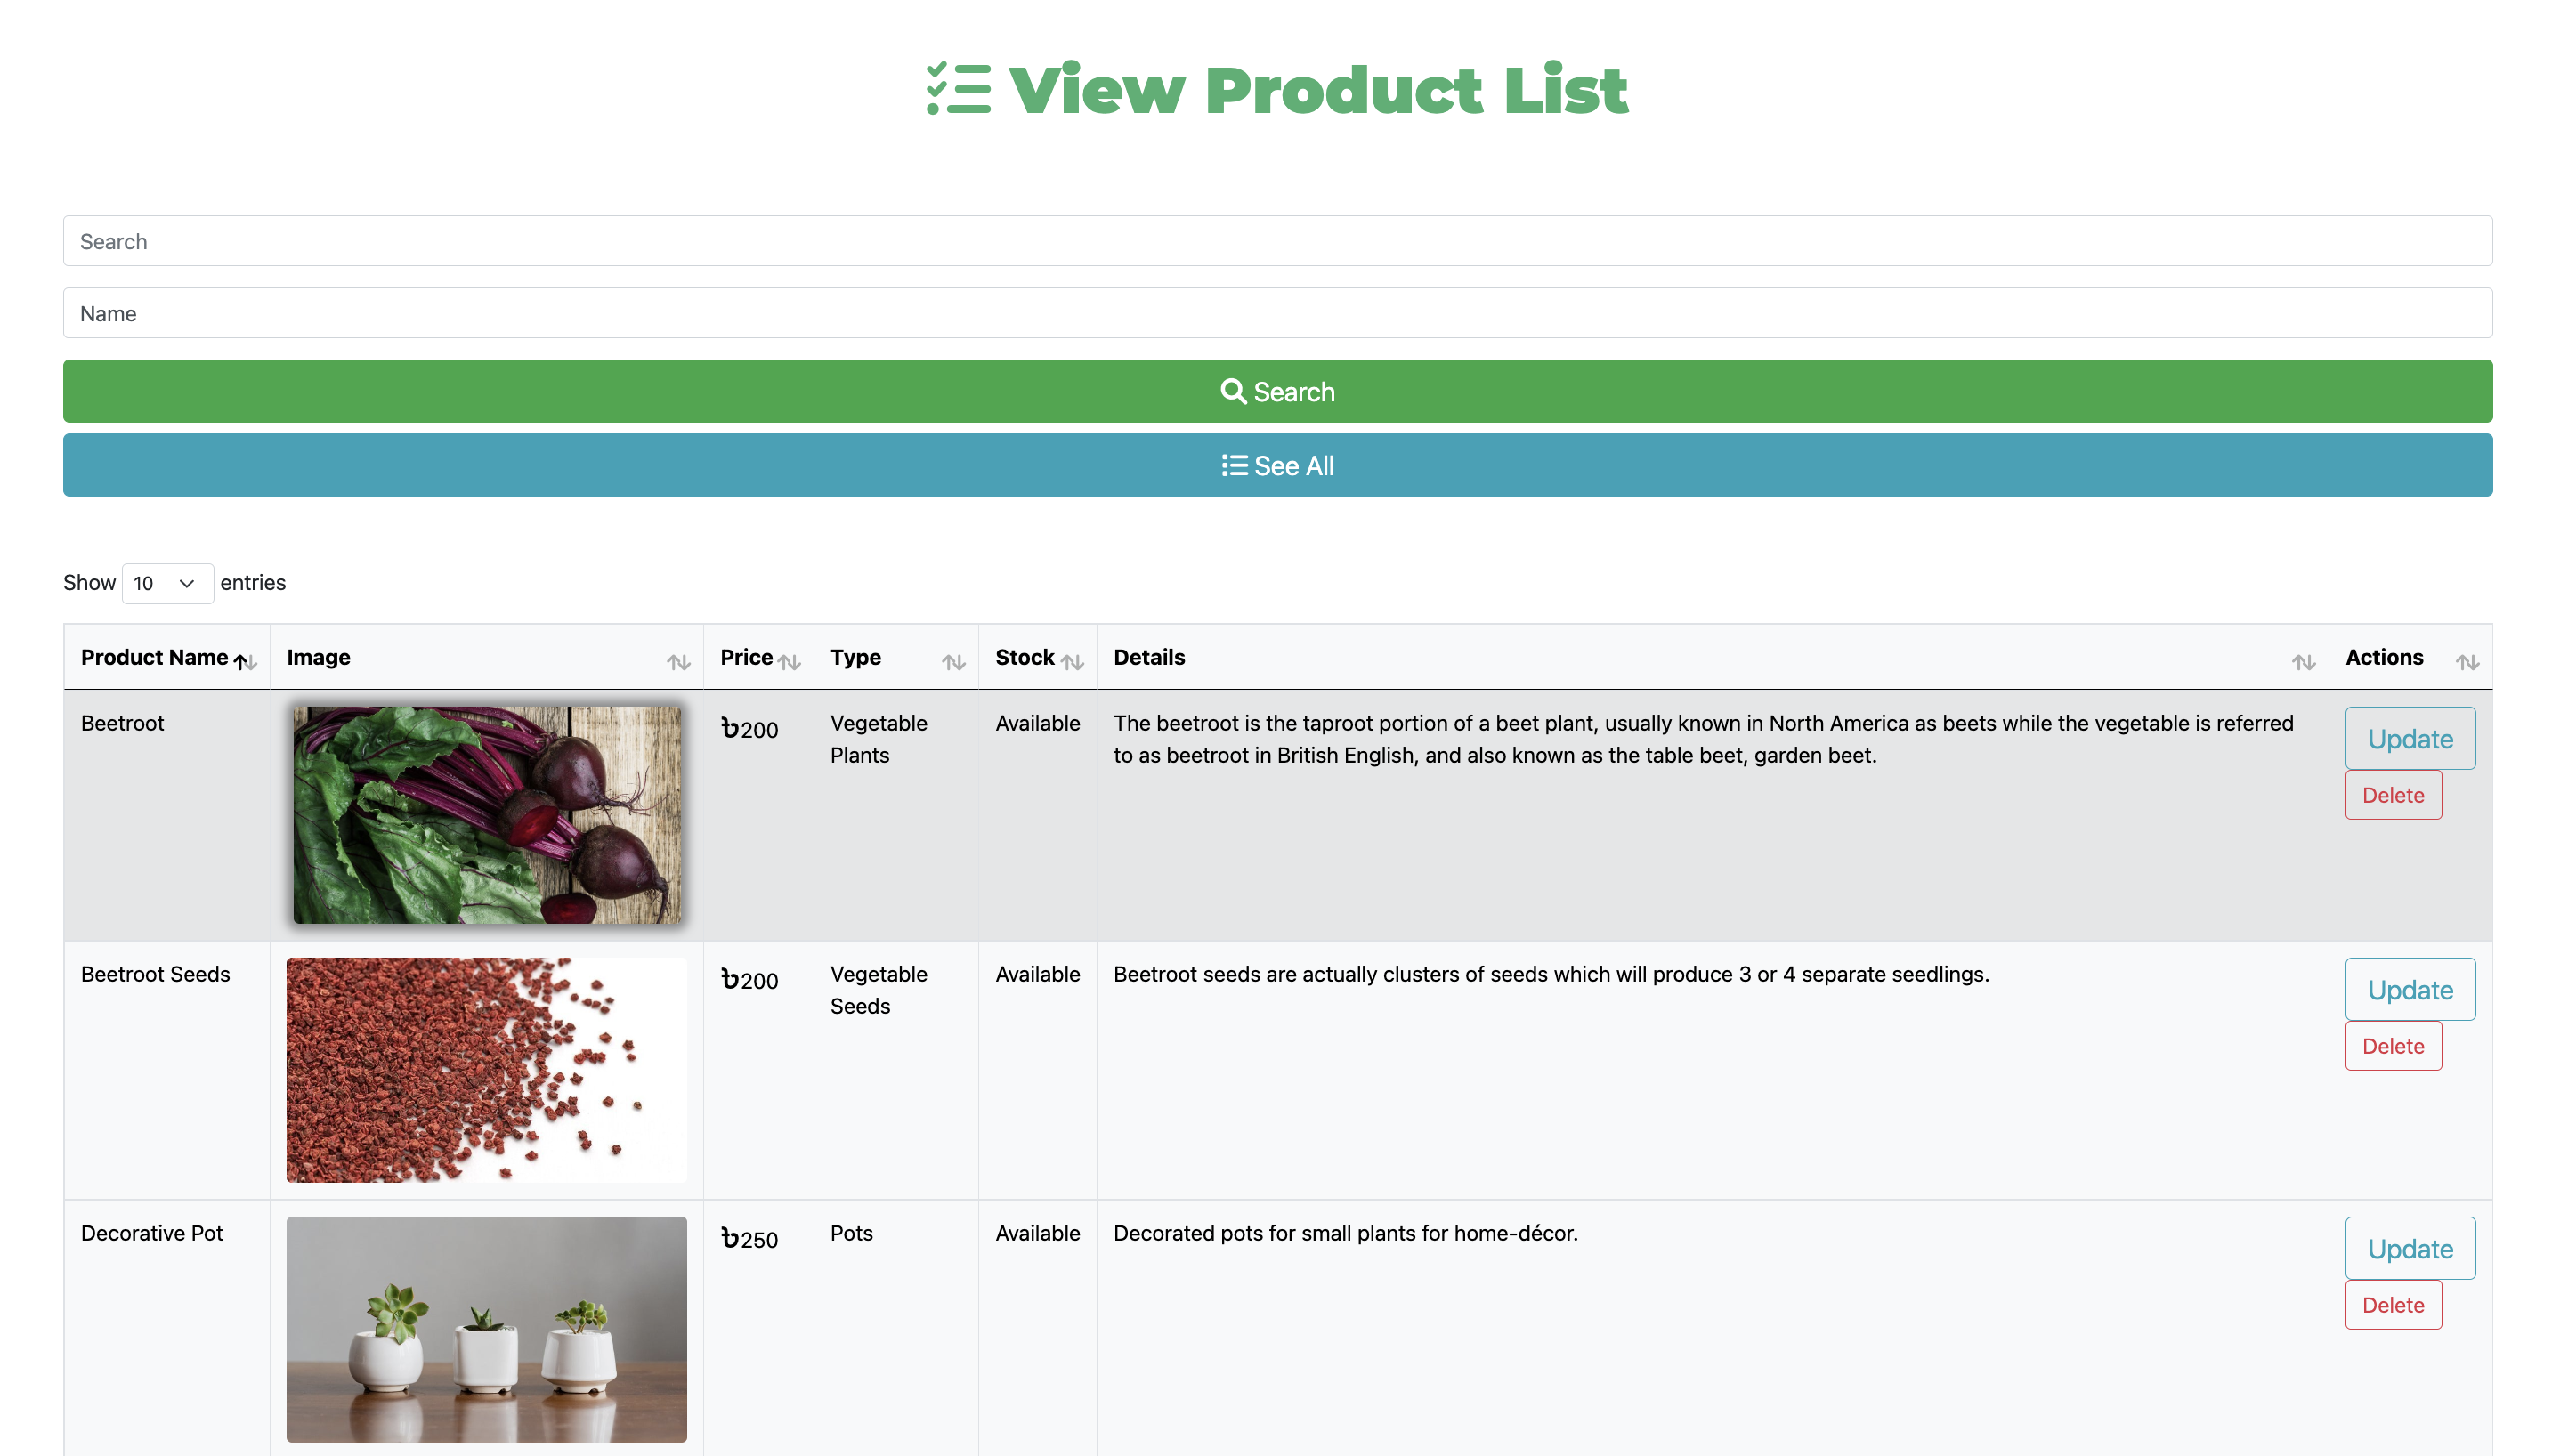 View Product List
Search
Name
Search
See All
Show 10 entries
Product Name Image Price Type Stock Details Actions
Beetroot ৳200 Vegetable Plants Available The beetroot is the taproot portion of a beet plant, usually known in North America as beets while the vegetable is referred
to as beetroot in British English, and also known as the table beet, garden beet.
Update
Delete
Beetroot Seeds ৳200 Vegetable Seeds Available Beetroot seeds are actually clusters of seeds which will produce 3 or 4 separate seedlings.
Update
Delete
Decorative Pot ৳250 Pots Available Decorated pots for small plants for home-décor.
Update
Delete